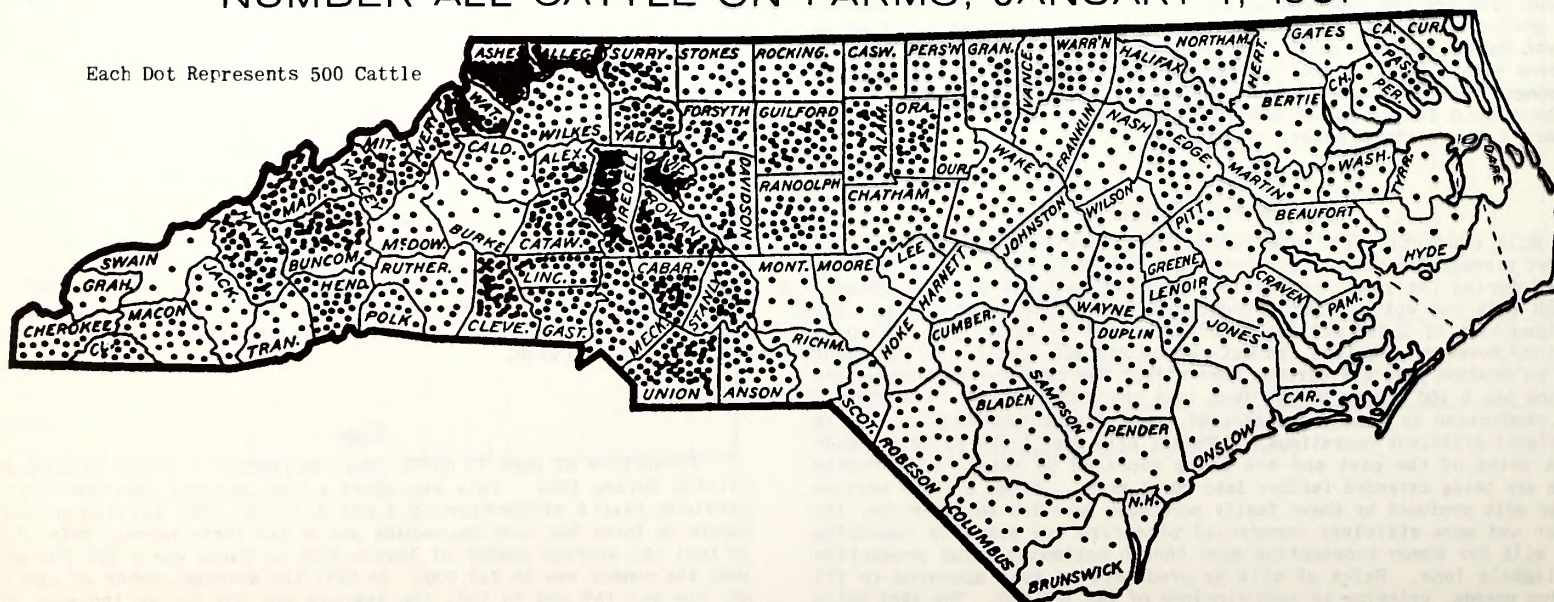 NUMBER ALL CATTLE ON FARMS, JANUARY 1,
Each Dot Represents 500 Cattle
ASHE
ALLEG.
SURRY
STOKES
ROCKING.
CASW.
PERS'N
GRAN.
VANCE
WARR'N
HALIFAX
NORTHAM.
HERT.
GATES
CA.
CUR.
PAS.
PER.
CH.
WAT.
WILKES
YAD.
FORSYTH
GUILFORD
ALAM.
ORA.
DUR.
FRANKLIN
NASH
EDGE.
BERTIE
MARTIN
WASH.
TYRR.
DARE
MIT.
AVERY
CALD.
ALEX.
IREDELL
DAVIE
DAVIDSON
RANDOLPH
CHATHAM
WAKE
WILSON
PITT
BEAUFORT
HYDE
MADIS.
YANCEY
BURKE
CATAW.
ROWAN
JOHNSTON
GREENE
SWAIN
HAYW.
BUNCOM.
McDOW.
RUTHER.
LINC.
CABAR.
STANLY
MONT.
MOORE
LEE
HARNETT
WAYNE
LENOIR
CRAVEN
PAM.
GRAH.
JACK.
HEND.
CHEROKEE
MACON
CL.
TRAN.
POLK
CLEVE.
GAST.
MECK.
UNION
ANSON
RICHM.
HOKE
CUMBER.
SAMPSON
DUPLIN
JONES
CAR.
SCOT.
ROBESON
BLADEN
PENDER
ONSLOW
COLUMBUS
N.H.
BRUNSWICK